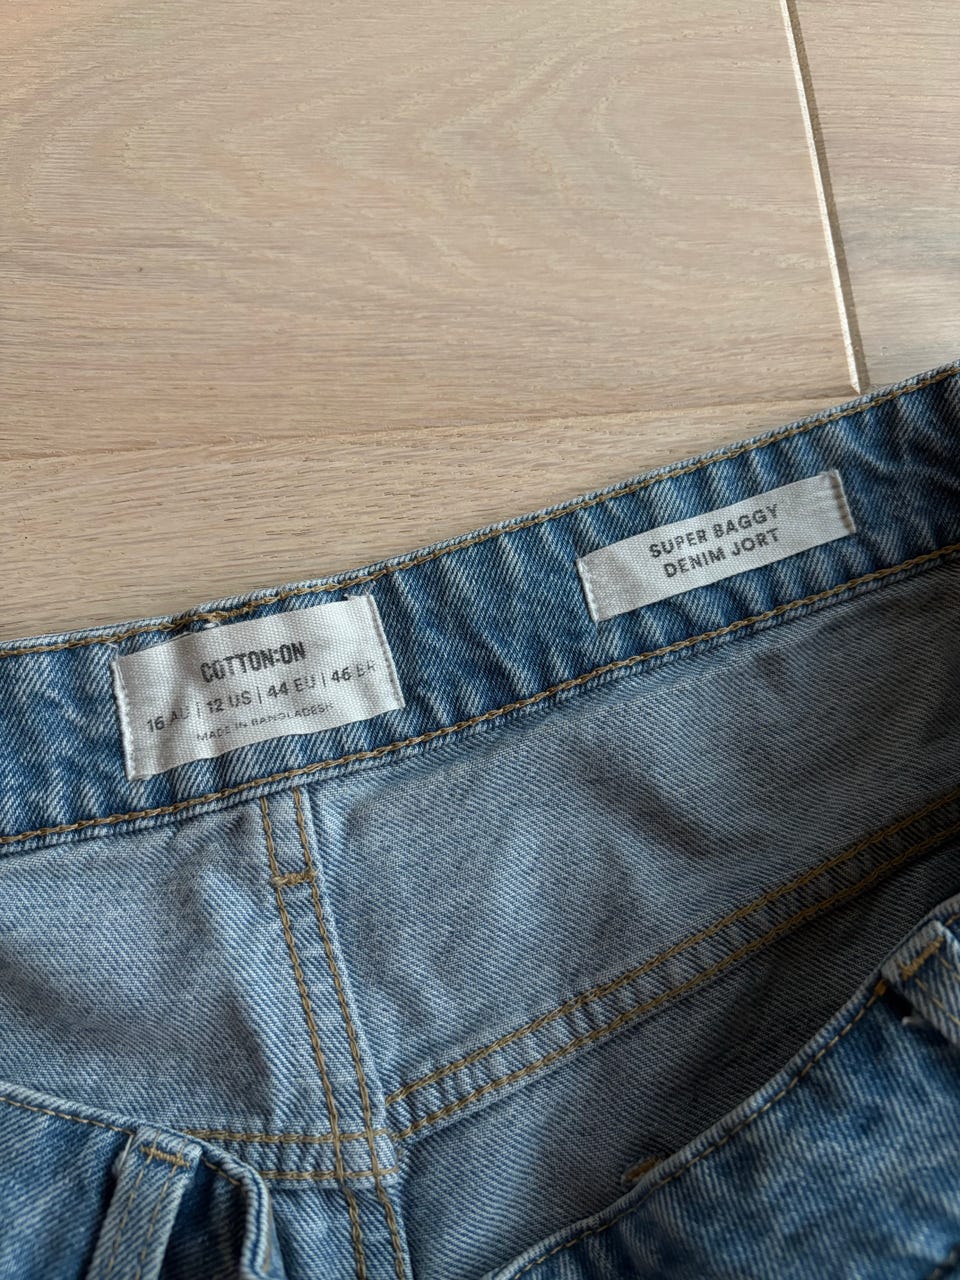 COTTON:ON
16 AU | 12 US | 44 EU | 46 BR
MADE IN BANGLADESH
SUPER BAGGY
DENIM JORT